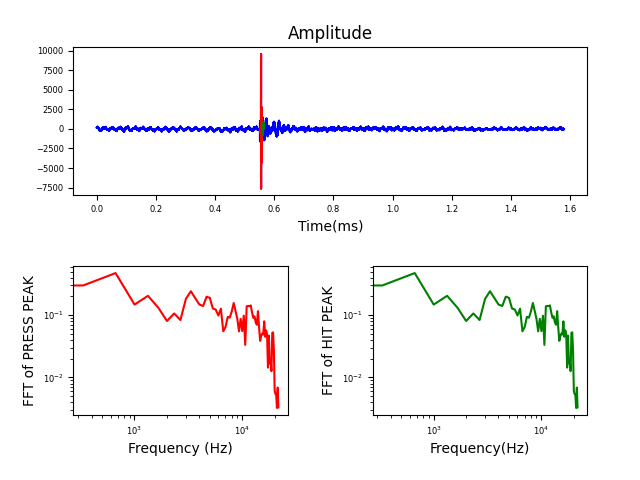 Amplitude
10000
7500
5000
2500
0
−2500
−5000
−7500
0.0 0.2 0.4 0.6 0.8 1.0 1.2 1.4 1.6
Time(ms)
FFT of PRESS PEAK
10⁻¹
10⁻²
10³ 10⁴
Frequency (Hz)
FFT of HIT PEAK
10⁻¹
10⁻²
10³ 10⁴
Frequency(Hz)